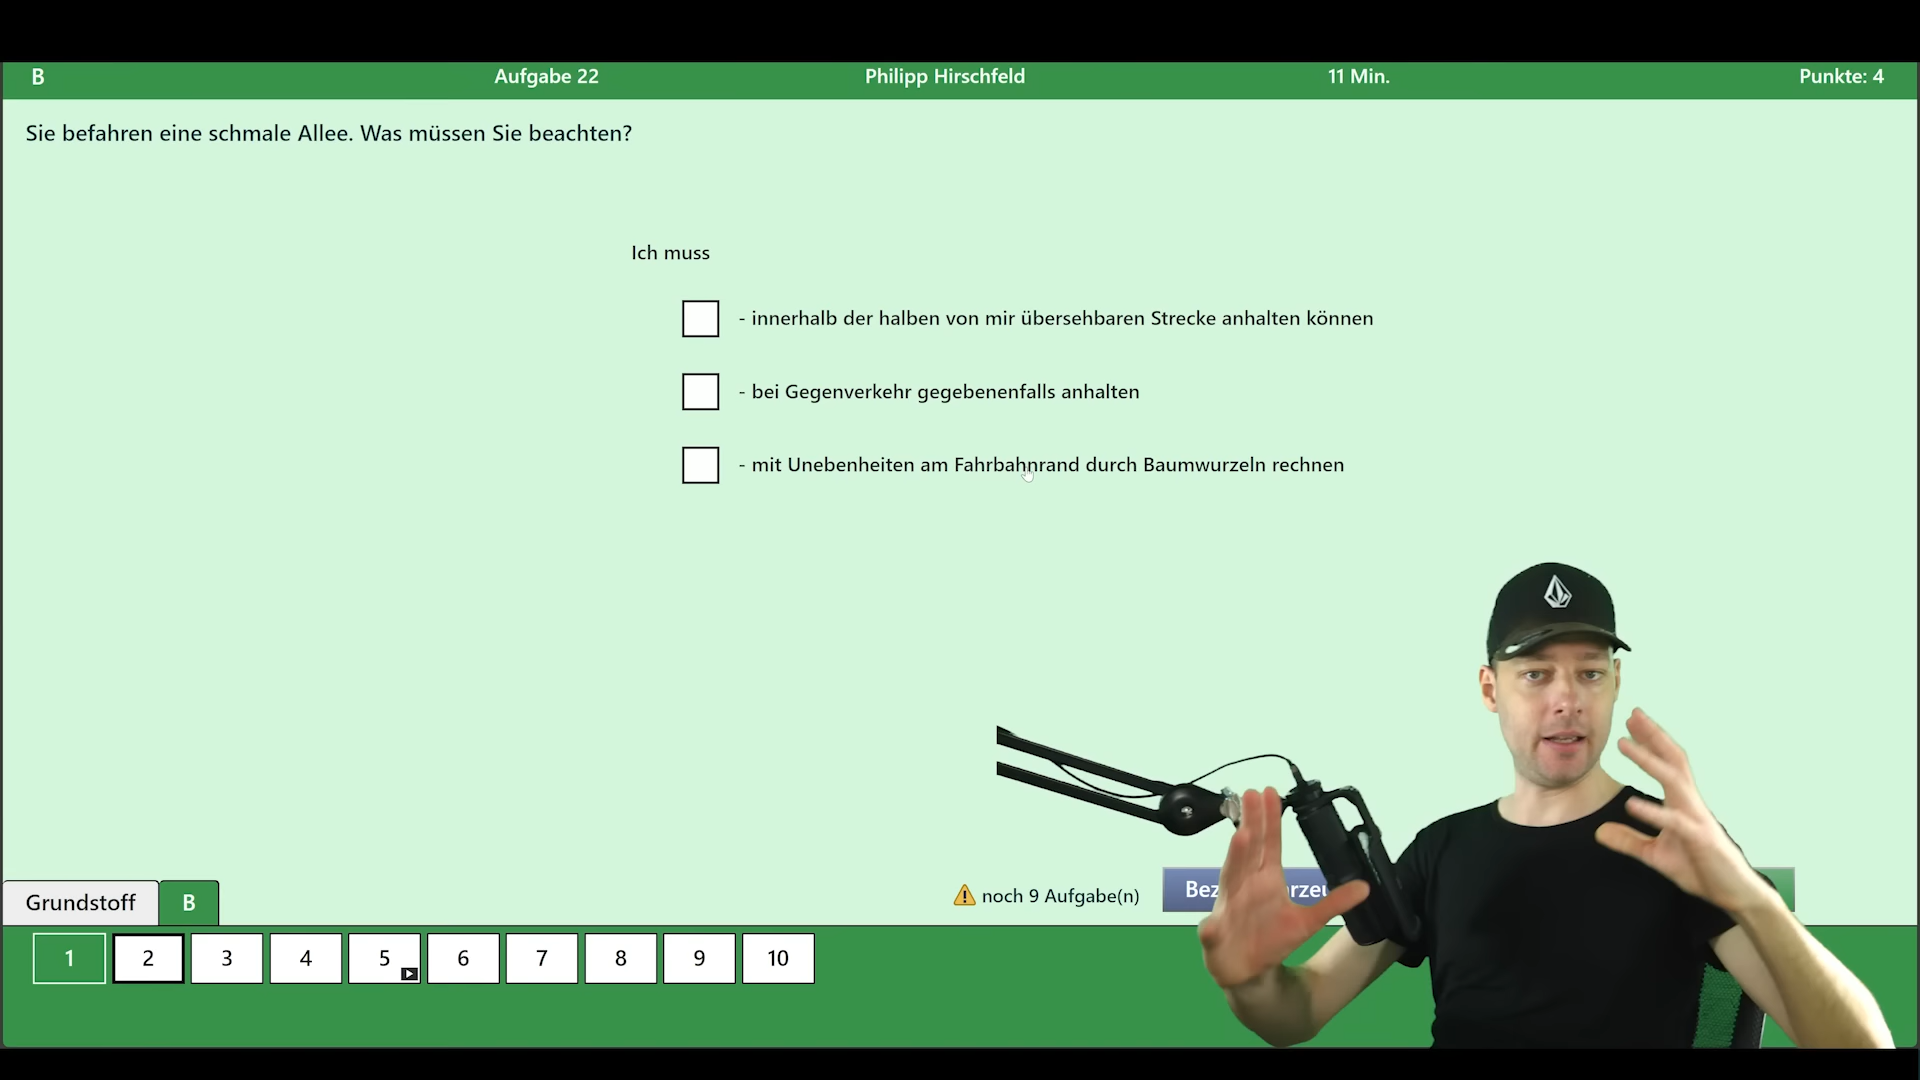 B Aufgabe 22 Philipp Hirschfeld 11 Min. Punkte: 4
Sie befahren eine schmale Allee. Was müssen Sie beachten?
Ich muss
- innerhalb der halben von mir übersehbaren Strecke anhalten können
- bei Gegenverkehr gegebenenfalls anhalten
- mit Unebenheiten am Fahrbahnrand durch Baumwurzeln rechnen
Grundstoff B
noch 9 Aufgabe(n)
1 2 3 4 5 6 7 8 9 10